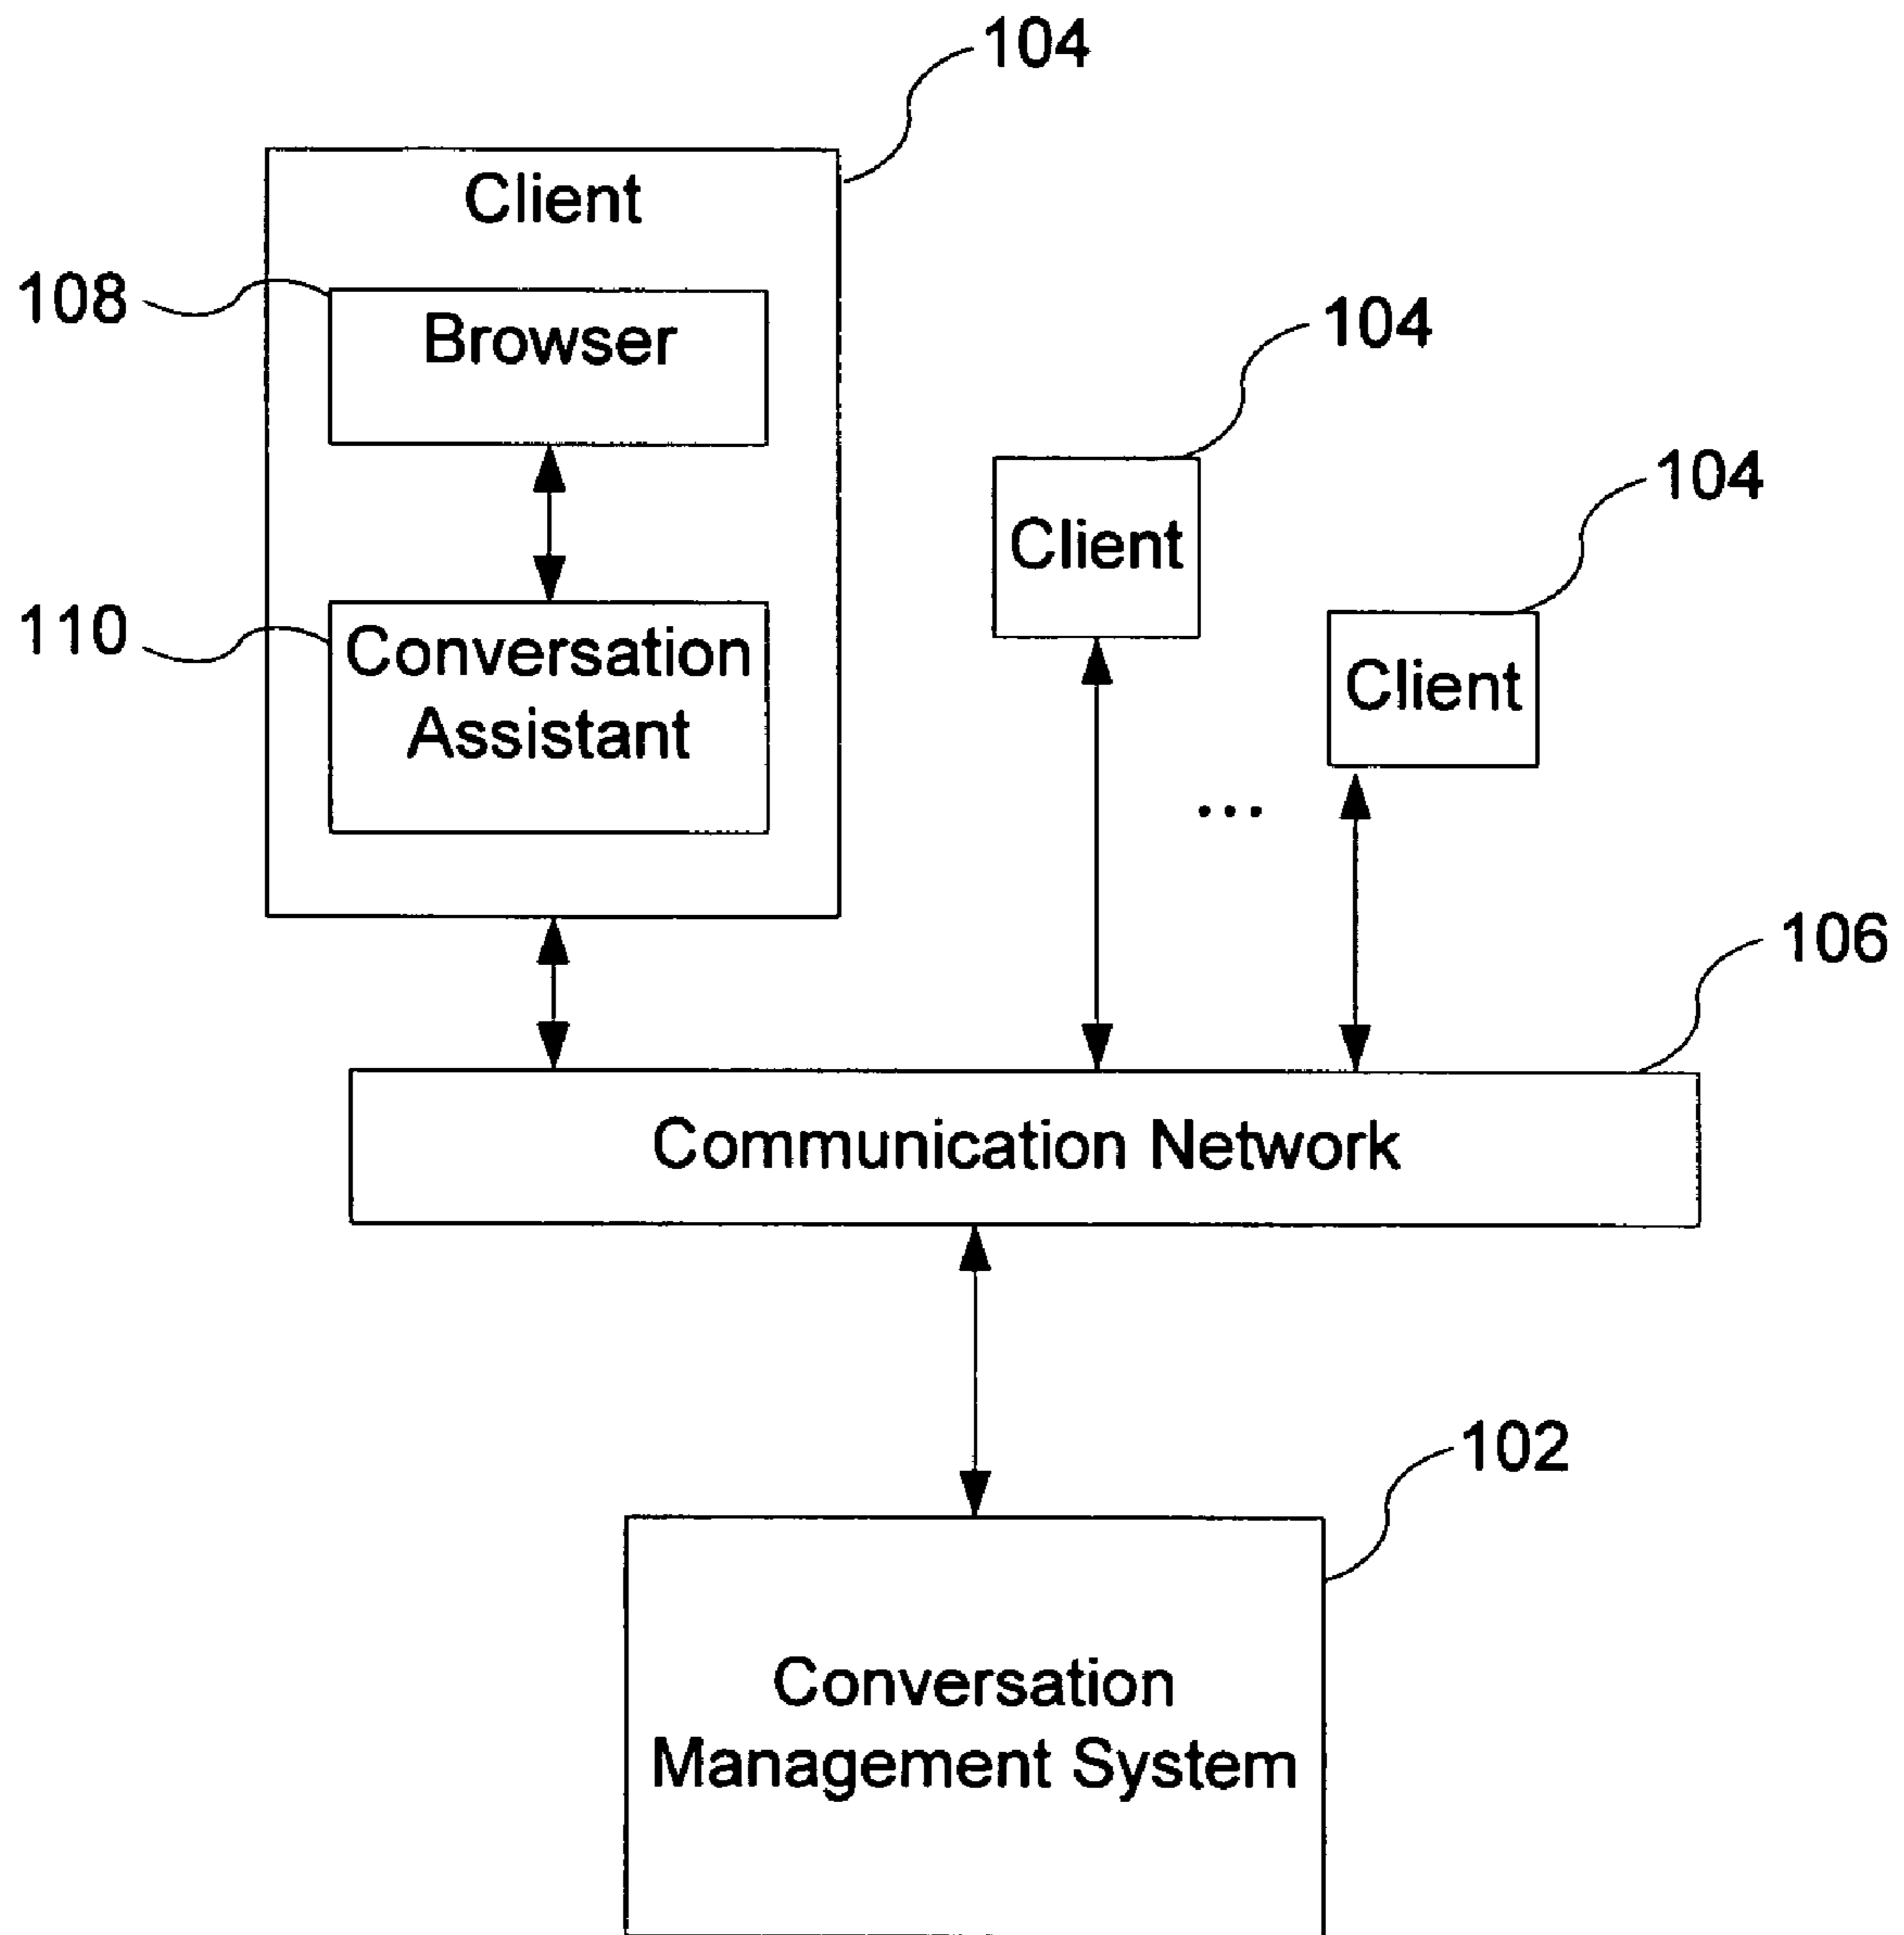 104
Client
108
Browser
104
104
Client
110
Conversation
Assistant
Client
...
106
Communication Network
102
Conversation
Management System